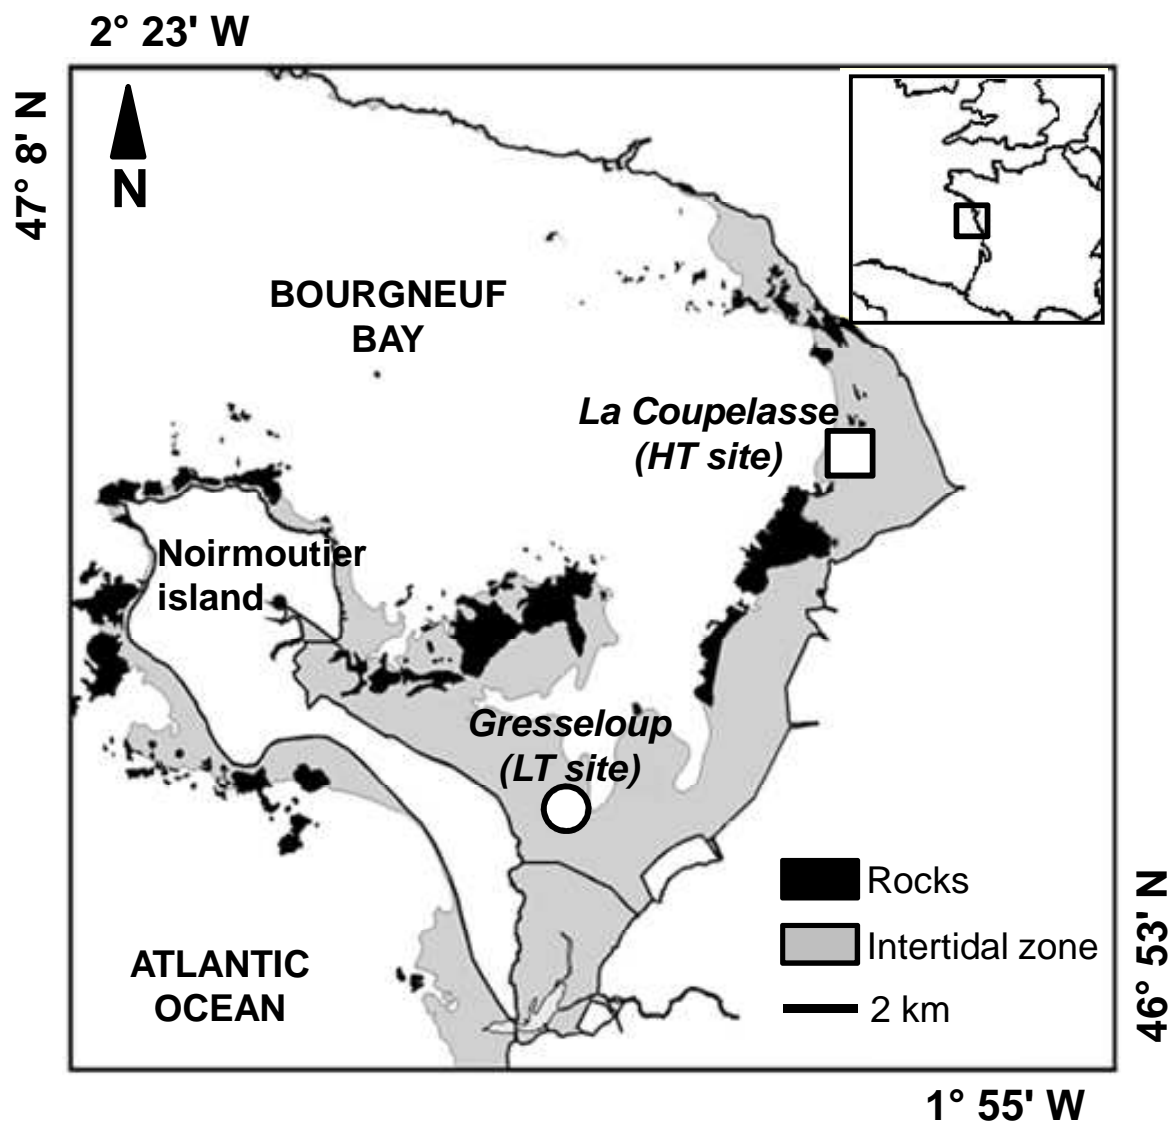 2° 23' W
47° 8' N
N
BOURGNEUF
BAY
La Coupelasse
(HT site)
Noirmoutier
island
Gresseloup
(LT site)
Rocks
Intertidal zone
2 km
ATLANTIC
OCEAN
46° 53' N
1° 55' W